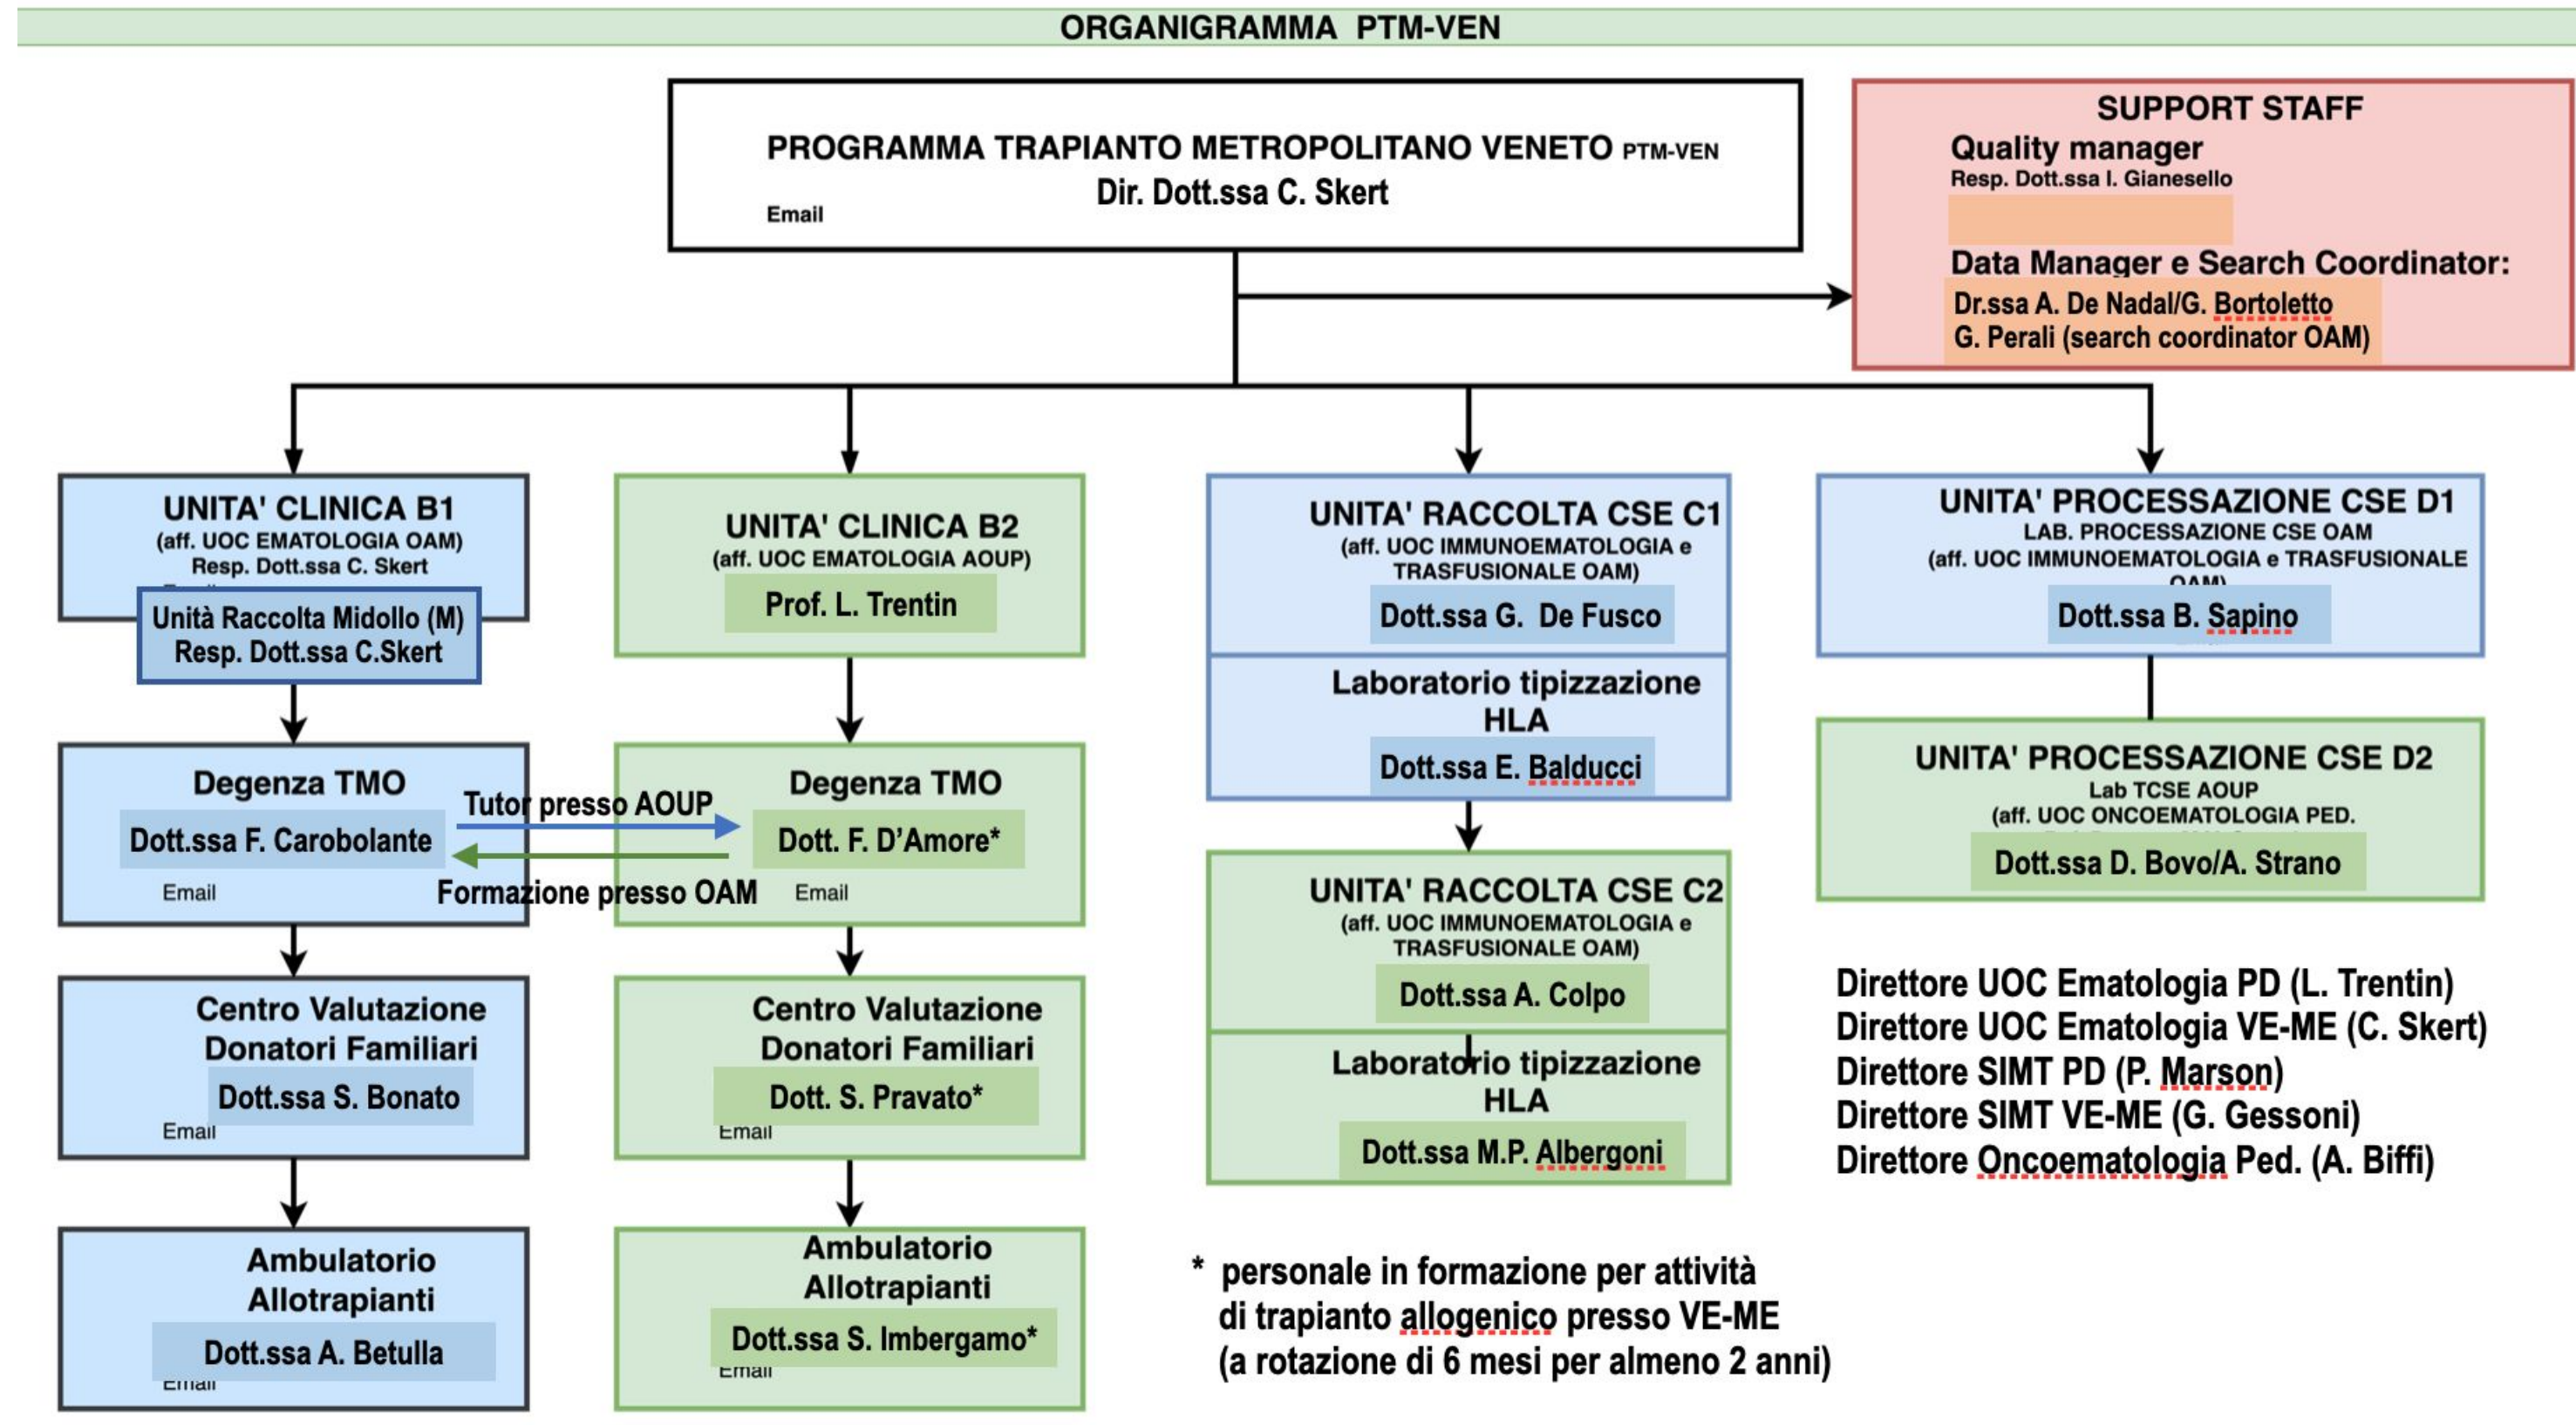 ORGANIGRAMMA PTM-VEN
PROGRAMMA TRAPIANTO METROPOLITANO VENETO PTM-VEN
Dir. Dott.ssa C. Skert
Email
SUPPORT STAFF
Quality manager
Resp. Dott.ssa I. Gianesello
Data Manager e Search Coordinator:
Dr.ssa A. De Nadal/G. Bortoletto
G. Perali (search coordinator OAM)
UNITA' CLINICA B1
(aff. UOC EMATOLOGIA OAM)
Resp. Dott.ssa C. Skert
Unità Raccolta Midollo (M)
Resp. Dott.ssa C.Skert
Degenza TMO
Dott.ssa F. Carobolante
Email
Tutor presso AOUP
Formazione presso OAM
Centro Valutazione
Donatori Familiari
Dott.ssa S. Bonato
Email
Ambulatorio
Allotrapianti
Dott.ssa A. Betulla
Email
UNITA' CLINICA B2
(aff. UOC EMATOLOGIA AOUP)
Prof. L. Trentin
Degenza TMO
Dott. F. D’Amore*
Email
Centro Valutazione
Donatori Familiari
Dott. S. Pravato*
Email
Ambulatorio
Allotrapianti
Dott.ssa S. Imbergamo*
Email
UNITA' RACCOLTA CSE C1
(aff. UOC IMMUNOEMATOLOGIA e
TRASFUSIONALE OAM)
Dott.ssa G. De Fusco
Laboratorio tipizzazione
HLA
Dott.ssa E. Balducci
UNITA' RACCOLTA CSE C2
(aff. UOC IMMUNOEMATOLOGIA e
TRASFUSIONALE OAM)
Dott.ssa A. Colpo
Laboratorio tipizzazione
HLA
Dott.ssa M.P. Albergoni
UNITA' PROCESSAZIONE CSE D1
LAB. PROCESSAZIONE CSE OAM
(aff. UOC IMMUNOEMATOLOGIA e TRASFUSIONALE
OAM)
Dott.ssa B. Sapino
UNITA' PROCESSAZIONE CSE D2
Lab TCSE AOUP
(aff. UOC ONCOEMATOLOGIA PED.
Dott.ssa D. Bovo/A. Strano
Direttore UOC Ematologia PD (L. Trentin)
Direttore UOC Ematologia VE-ME (C. Skert)
Direttore SIMT PD (P. Marson)
Direttore SIMT VE-ME (G. Gessoni)
Direttore Oncoematologia Ped. (A. Biffi)
* personale in formazione per attività
di trapianto allogenico presso VE-ME
(a rotazione di 6 mesi per almeno 2 anni)